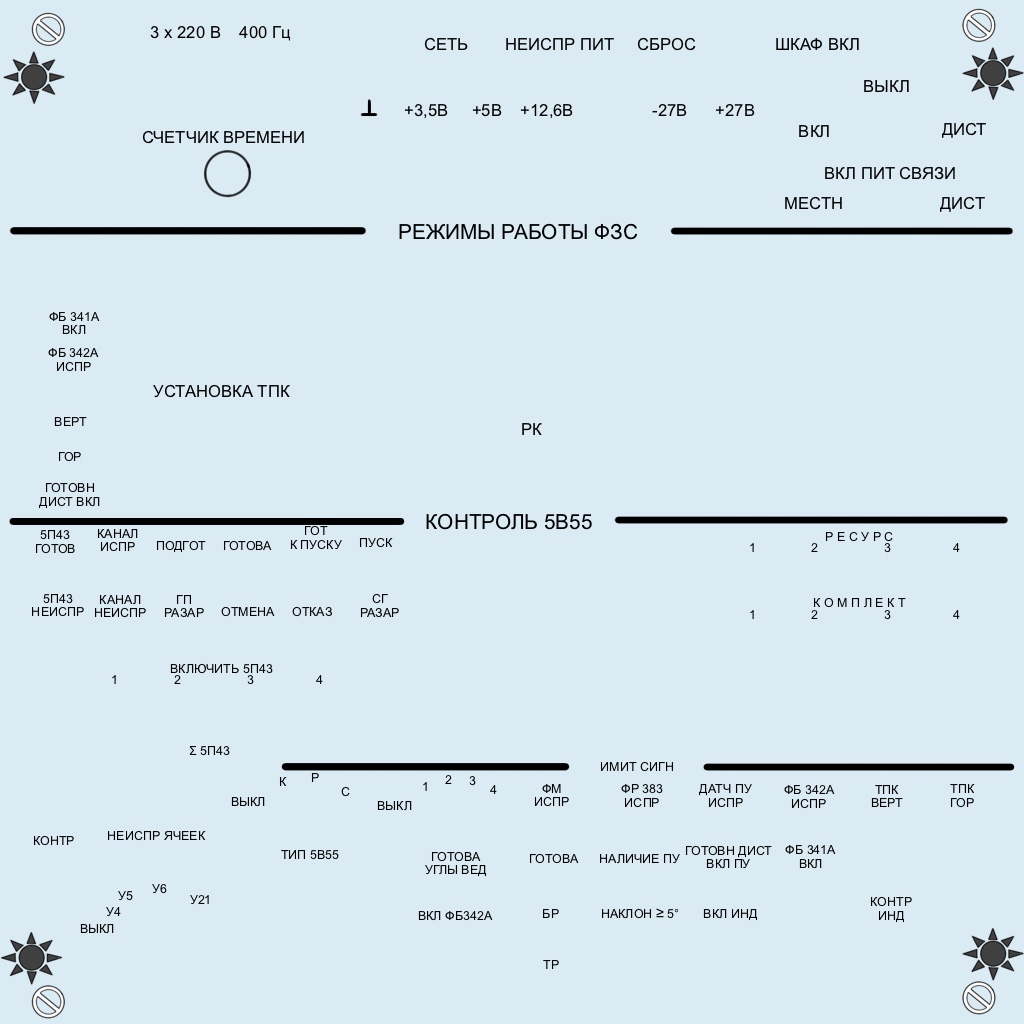 3 x 220 В 400 Гц
СЕТЬ НЕИСПР ПИТ СБРОС ШКАФ ВКЛ
ВЫКЛ
+3,5В +5В +12,6В -27В +27В
ВКЛ ДИСТ
СЧЕТЧИК ВРЕМЕНИ
ВКЛ ПИТ СВЯЗИ
МЕСТН ДИСТ
РЕЖИМЫ РАБОТЫ ФЗС
ФБ 341А
ВКЛ
ФБ 342А
ИСПР
УСТАНОВКА ТПК
ВЕРТ
РК
ГОР
ГОТОВН
ДИСТ ВКЛ
КОНТРОЛЬ 5В55
5П43
ГОТОВ
КАНАЛ
ИСПР
ПОДГОТ
ГОТОВА
ГОТ
К ПУСКУ
ПУСК
РЕСУРС
1 2 3 4
5П43
НЕИСПР
КАНАЛ
НЕИСПР
ГП
РАЗАР
ОТМЕНА
ОТКАЗ
СГ
РАЗАР
КОМПЛЕКТ
1 2 3 4
ВКЛЮЧИТЬ 5П43
1 2 3 4
Σ 5П43
ИМИТ СИГН
К Р С
ВЫКЛ
1 2 3 4
ВЫКЛ
ФМ
ИСПР
ФР 383
ИСПР
ДАТЧ ПУ
ИСПР
ФБ 342А
ИСПР
ТПК
ВЕРТ
ТПК
ГОР
КОНТР
НЕИСПР ЯЧЕЕК
ТИП 5В55
ГОТОВА
УГЛЫ ВЕД
ГОТОВА
НАЛИЧИЕ ПУ
ГОТОВН ДИСТ
ВКЛ ПУ
ФБ 341А
ВКЛ
У4 У5 У6 У21
ВЫКЛ
ВКЛ ФБ342А
БР
НАКЛОН ≥ 5°
ВКЛ ИНД
КОНТР
ИНД
ТР